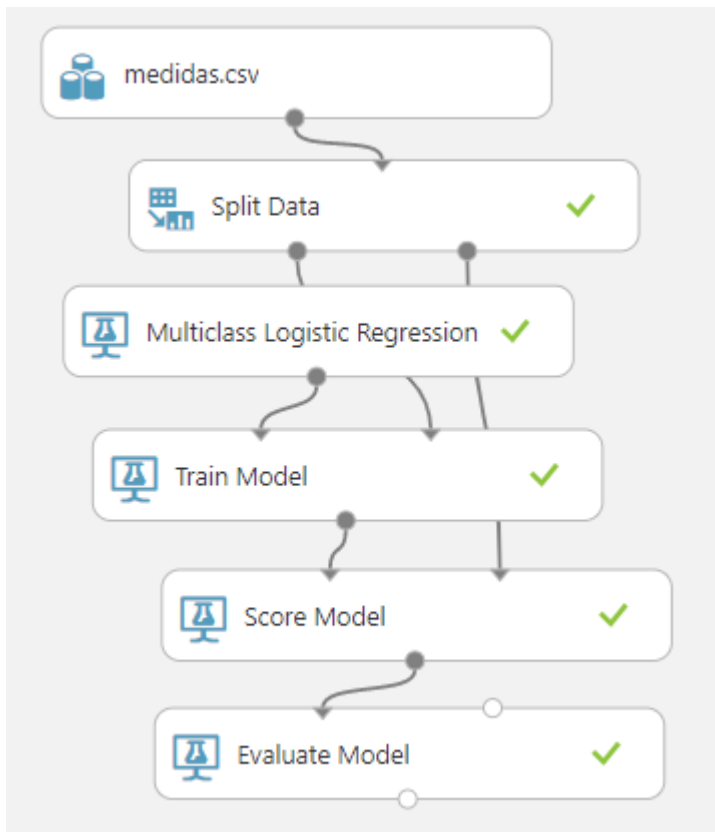 medidas.csv
Split Data
Multiclass Logistic Regression
Train Model
Score Model
Evaluate Model